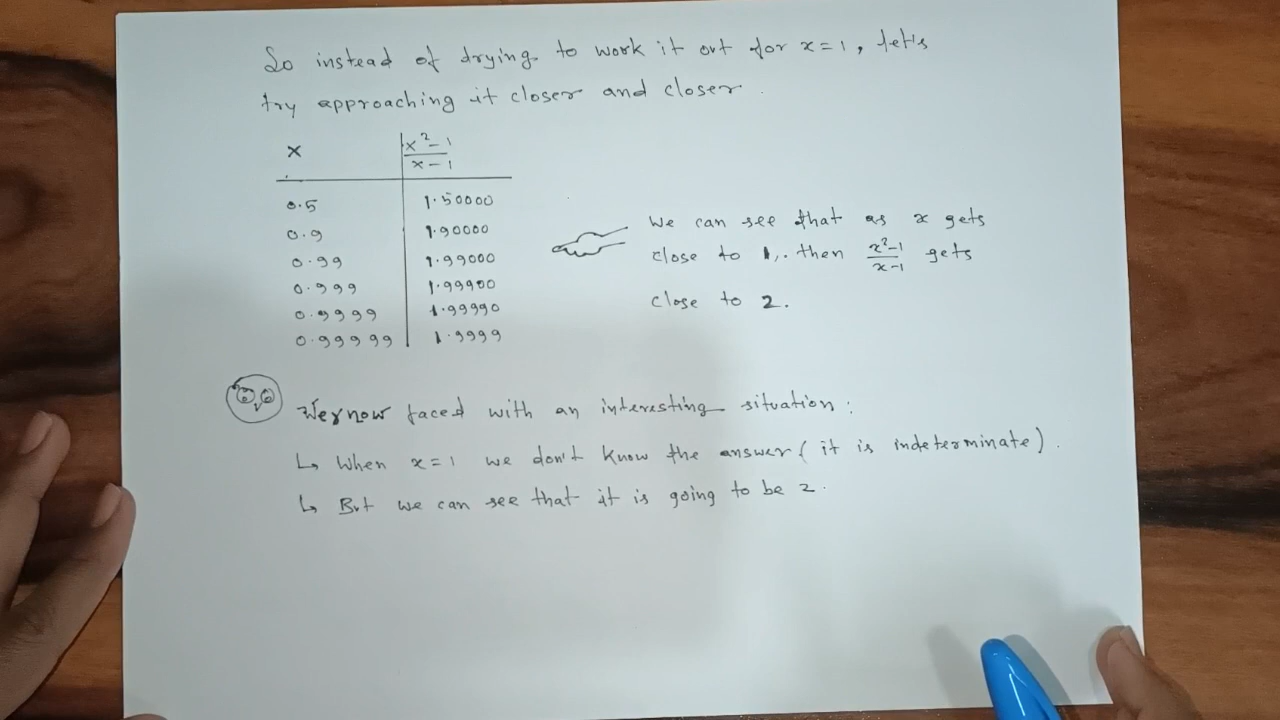 So instead of drying to work it out for x=1, let's
try approaching it closer and closer.
x | x²-1/x-1
0.5 | 1.50000
0.9 | 1.90000
0.99 | 1.99000
0.999 | 1.99900
0.9999 | 1.99990
0.99999 | 1.9999
We can see that as x gets
close to 1,. then x²-1/x-1 gets
close to 2.
We now faced with an interesting situation:
↳ When x=1 we don't know the answer (it is indeterminate).
↳ But we can see that it is going to be 2.